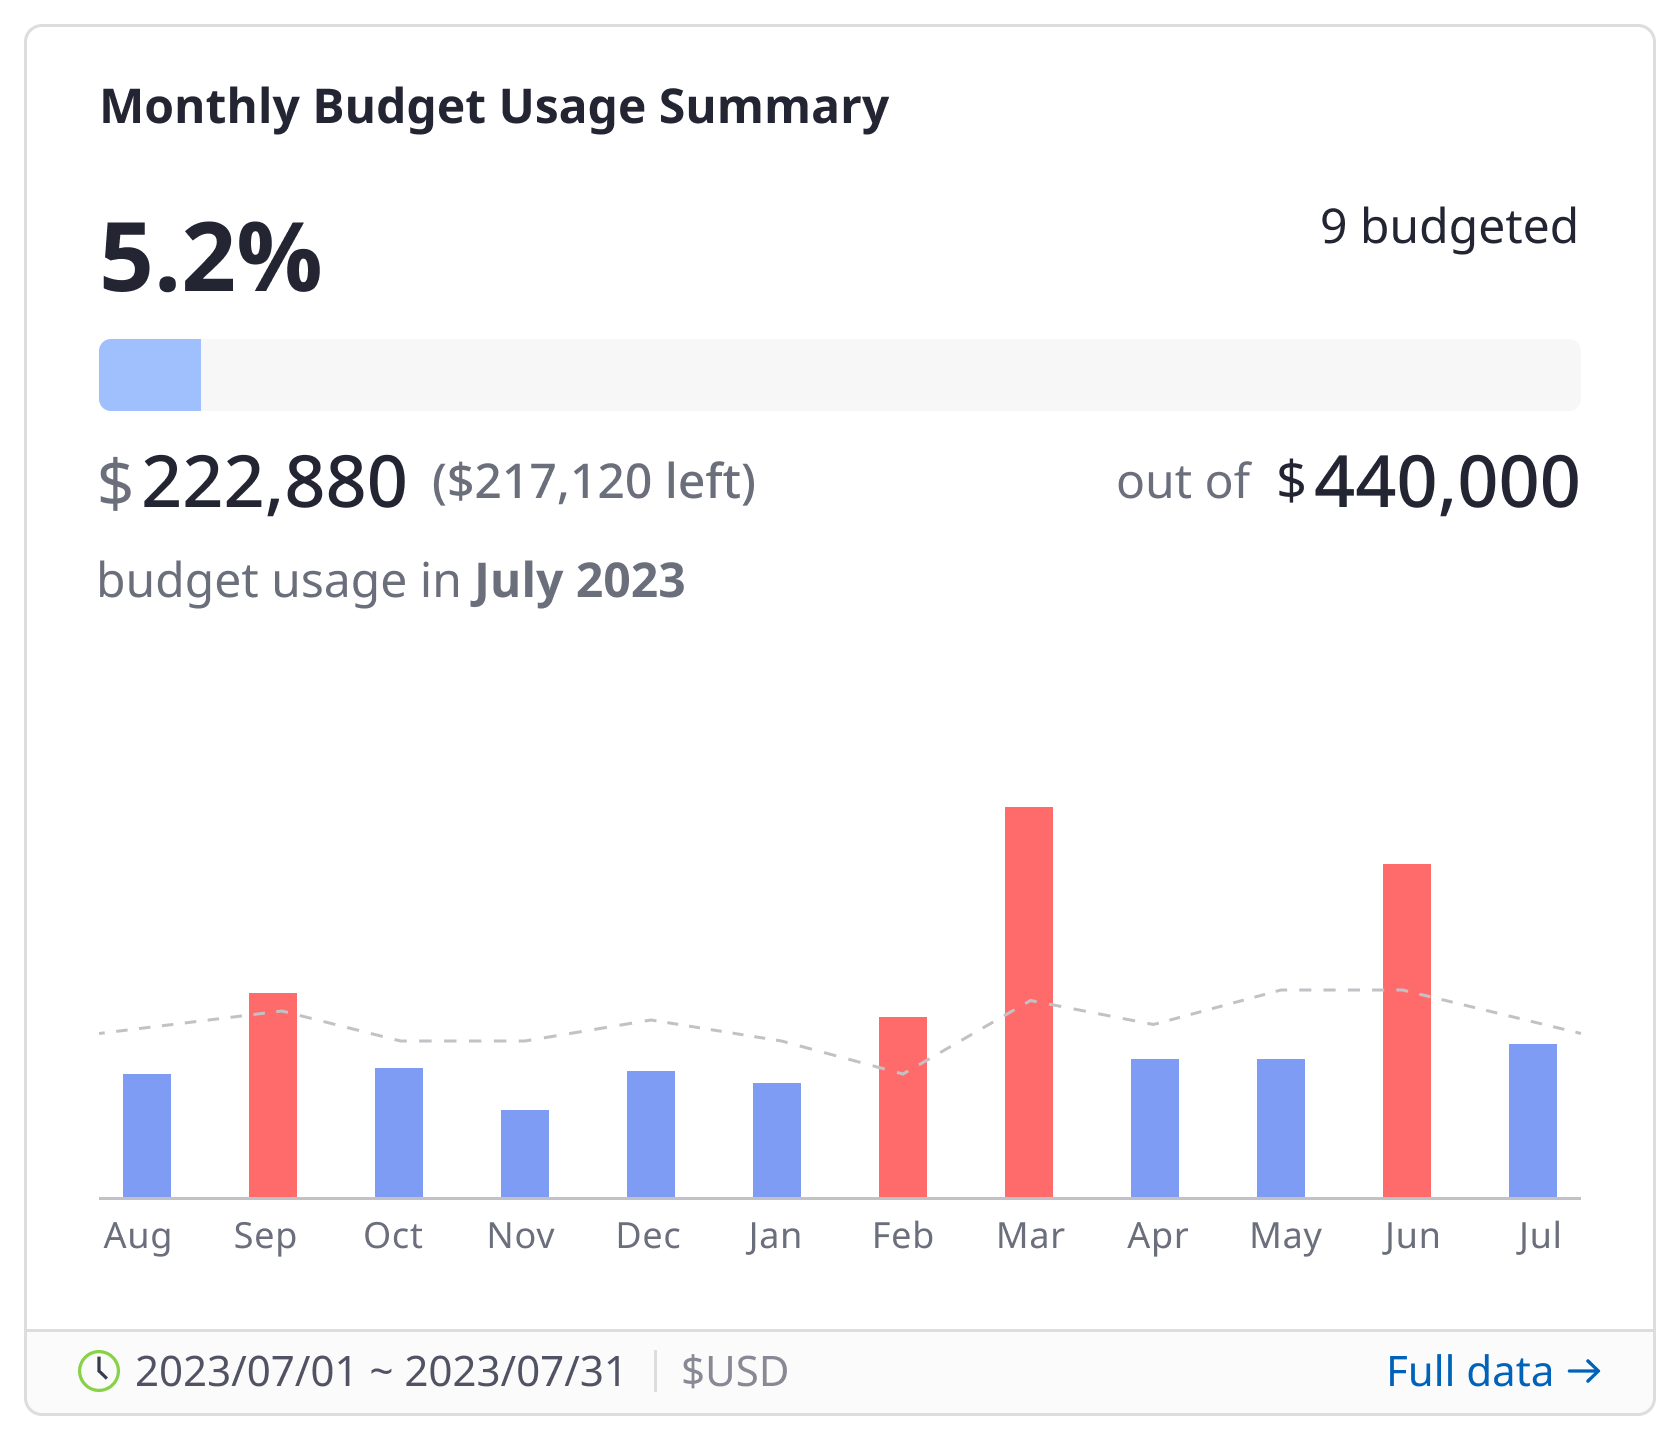 Monthly Budget Usage Summary
5.2%
9 budgeted
$ 222,880 ($217,120 left) out of $ 440,000
budget usage in July 2023
Aug Sep Oct Nov Dec Jan Feb Mar Apr May Jun Jul
2023/07/01 ~ 2023/07/31 $USD Full data →